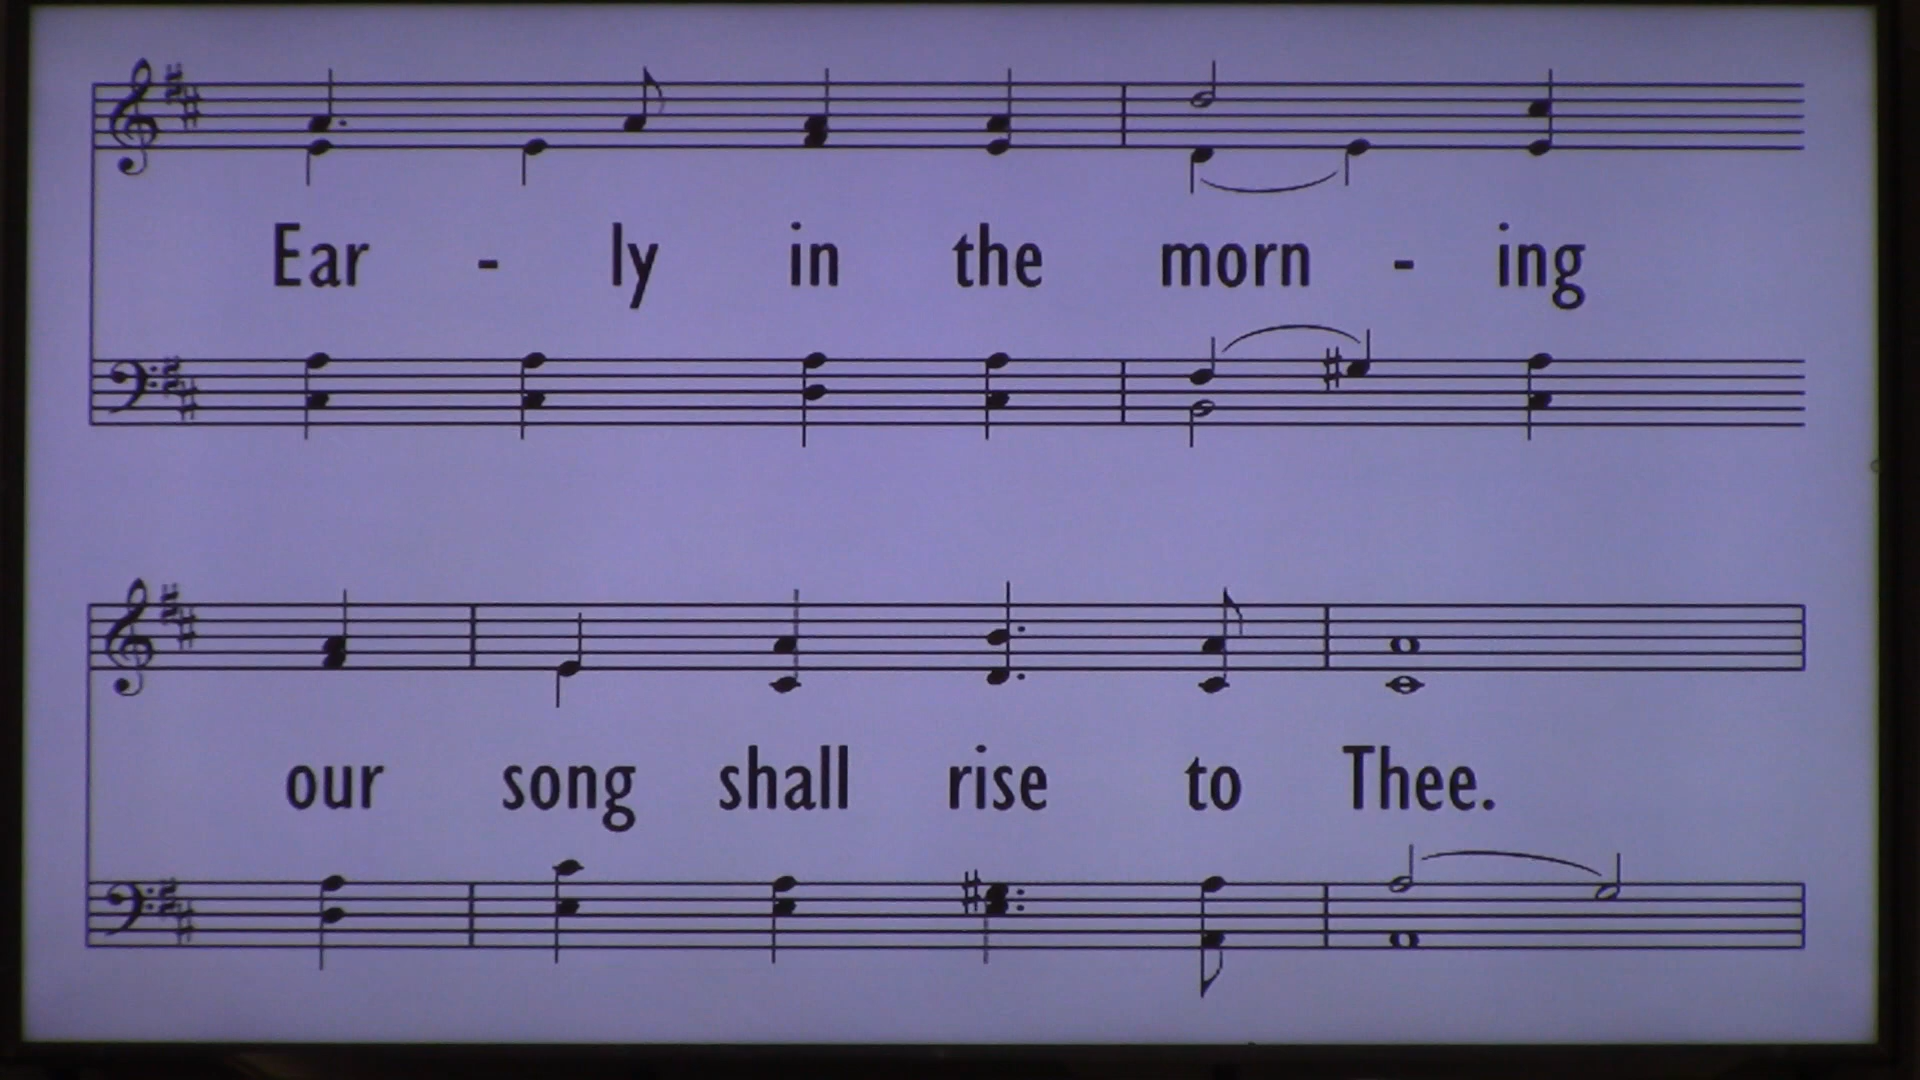 Ear - ly in the morn - ing
our song shall rise to Thee.